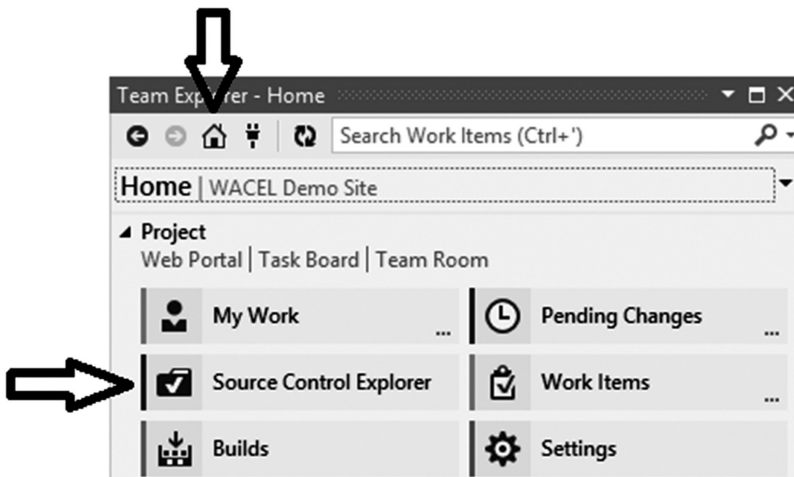 Team Explorer - Home
Search Work Items (Ctrl+')
Home | WACEL Demo Site
Project
Web Portal | Task Board | Team Room
My Work ...
Pending Changes ...
Source Control Explorer
Work Items ...
Builds
Settings